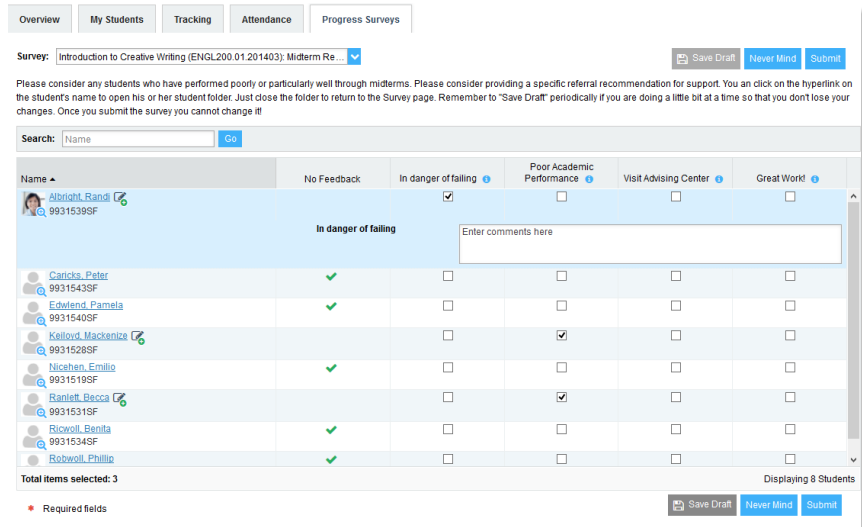 Overview My Students Tracking Attendance Progress Surveys
Survey: Introduction to Creative Writing (ENGL200.01.201403): Midterm Re... Save Draft Never Mind Submit
Please consider any students who have performed poorly or particularly well through midterms. Please consider providing a specific referral recommendation for support. You an click on the hyperlink on
the student's name to open his or her student folder. Just close the folder to return to the Survey page. Remember to "Save Draft" periodically if you are doing a little bit at a time so that you don't lose your
changes. Once you submit the survey you cannot change it!
Search: Name Go
Name No Feedback In danger of failing Poor Academic Performance Visit Advising Center Great Work!
Albright, Randi
9931539SF
In danger of failing Enter comments here
Caricks, Peter
9931543SF
Edwlend, Pamela
9931540SF
Keiloyd, Mackenize
9931528SF
Nicehen, Emilio
9931519SF
Ranlett, Becca
9931531SF
Ricwoll, Benita
9931534SF
Robwoll, Phillip
Total items selected: 3 Displaying 8 Students
* Required fields Save Draft Never Mind Submit